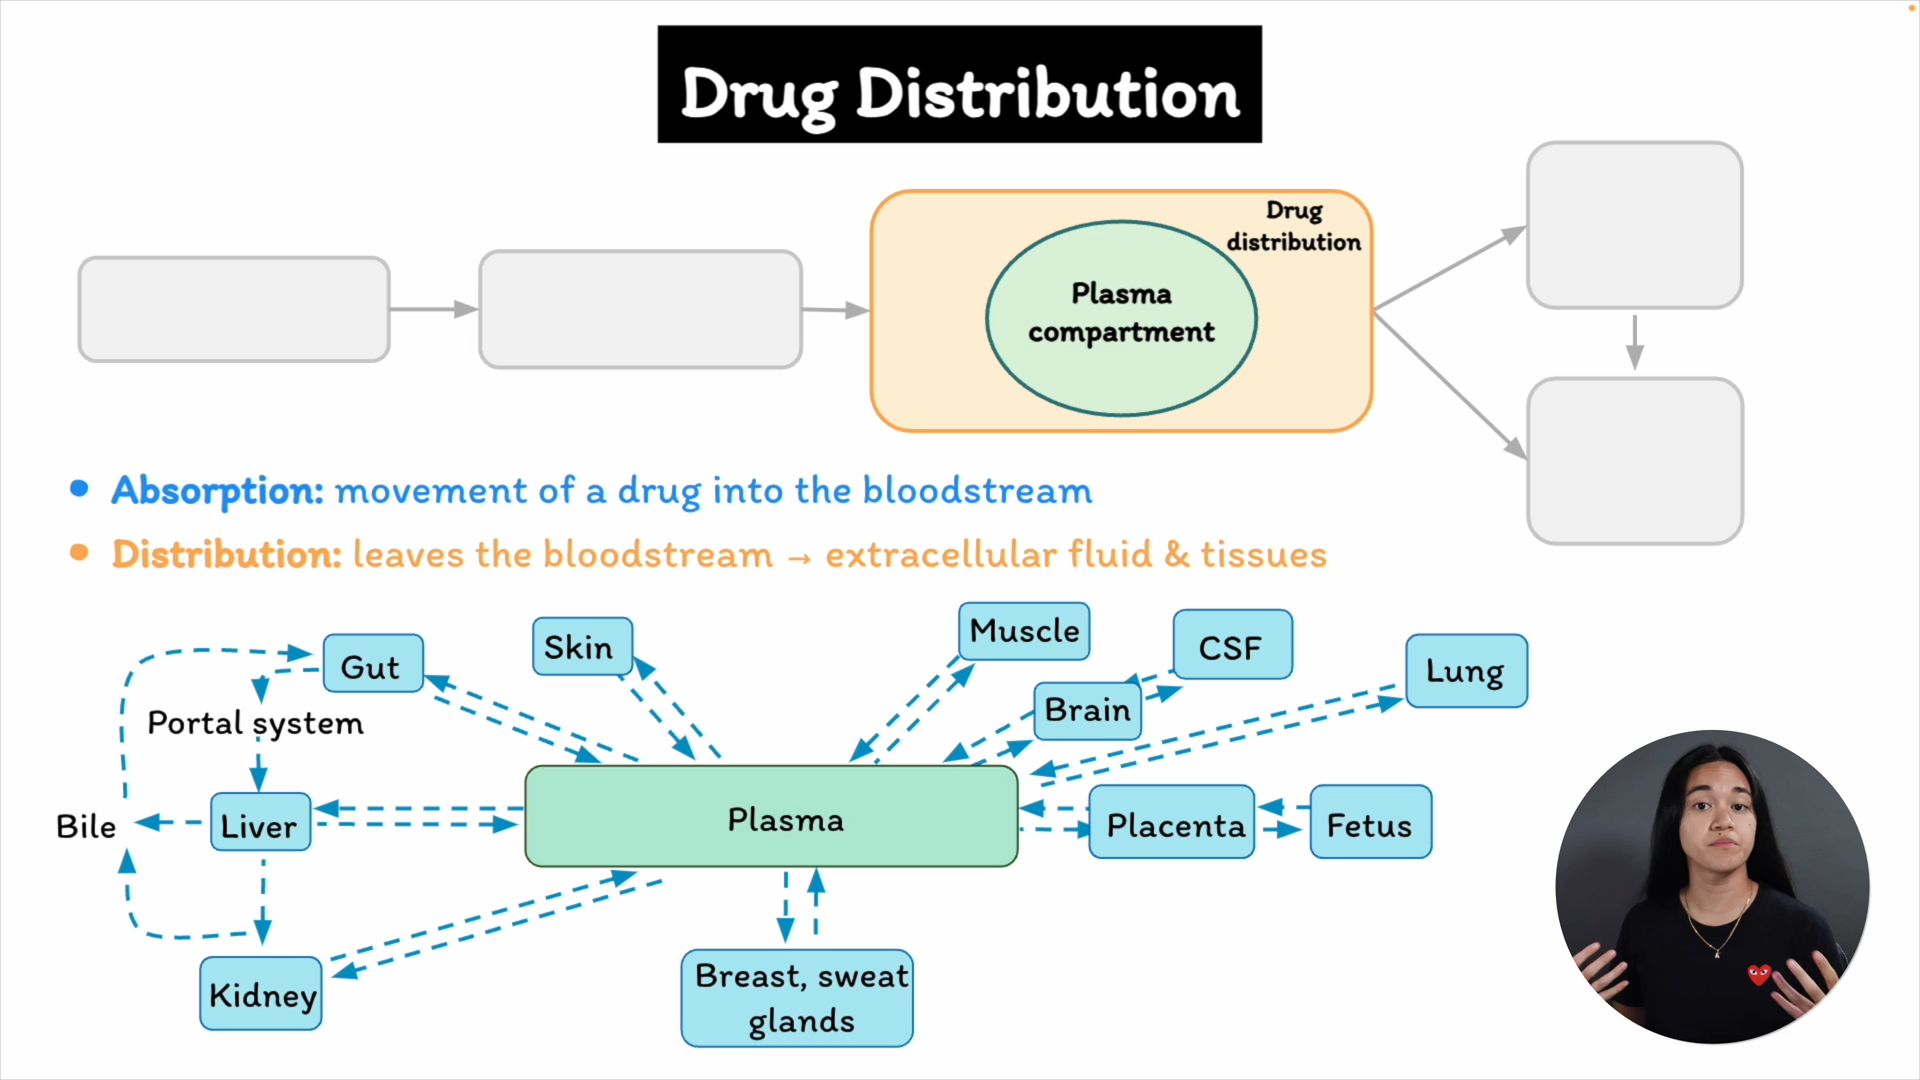 Drug Distribution
Drug
distribution
Plasma
compartment
• Absorption: movement of a drug into the bloodstream
• Distribution: leaves the bloodstream → extracellular fluid & tissues
Gut
Skin
Muscle
CSF
Lung
Brain
Portal system
Bile
Liver
Plasma
Placenta
Fetus
Kidney
Breast, sweat
glands